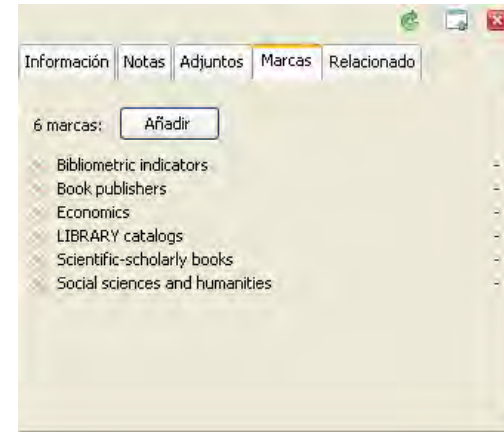 Información Notas Adjuntos Marcas Relacionado
6 marcas: Añadir
Bibliometric indicators -
Book publishers -
Economics -
LIBRARY catalogs -
Scientific-scholarly books -
Social sciences and humanities -